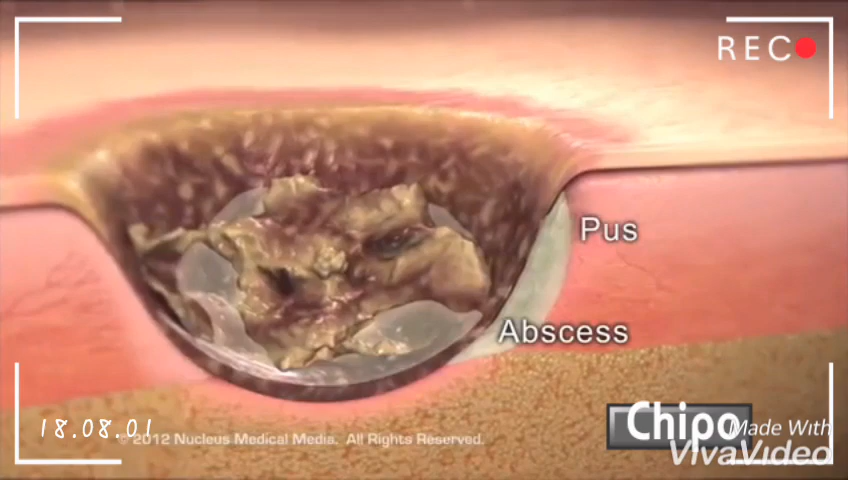 REC
Pus
Abscess
18.08.01
© 2012 Nucleus Medical Media. All Rights Reserved.
Chipo
Made With
VivaVideo